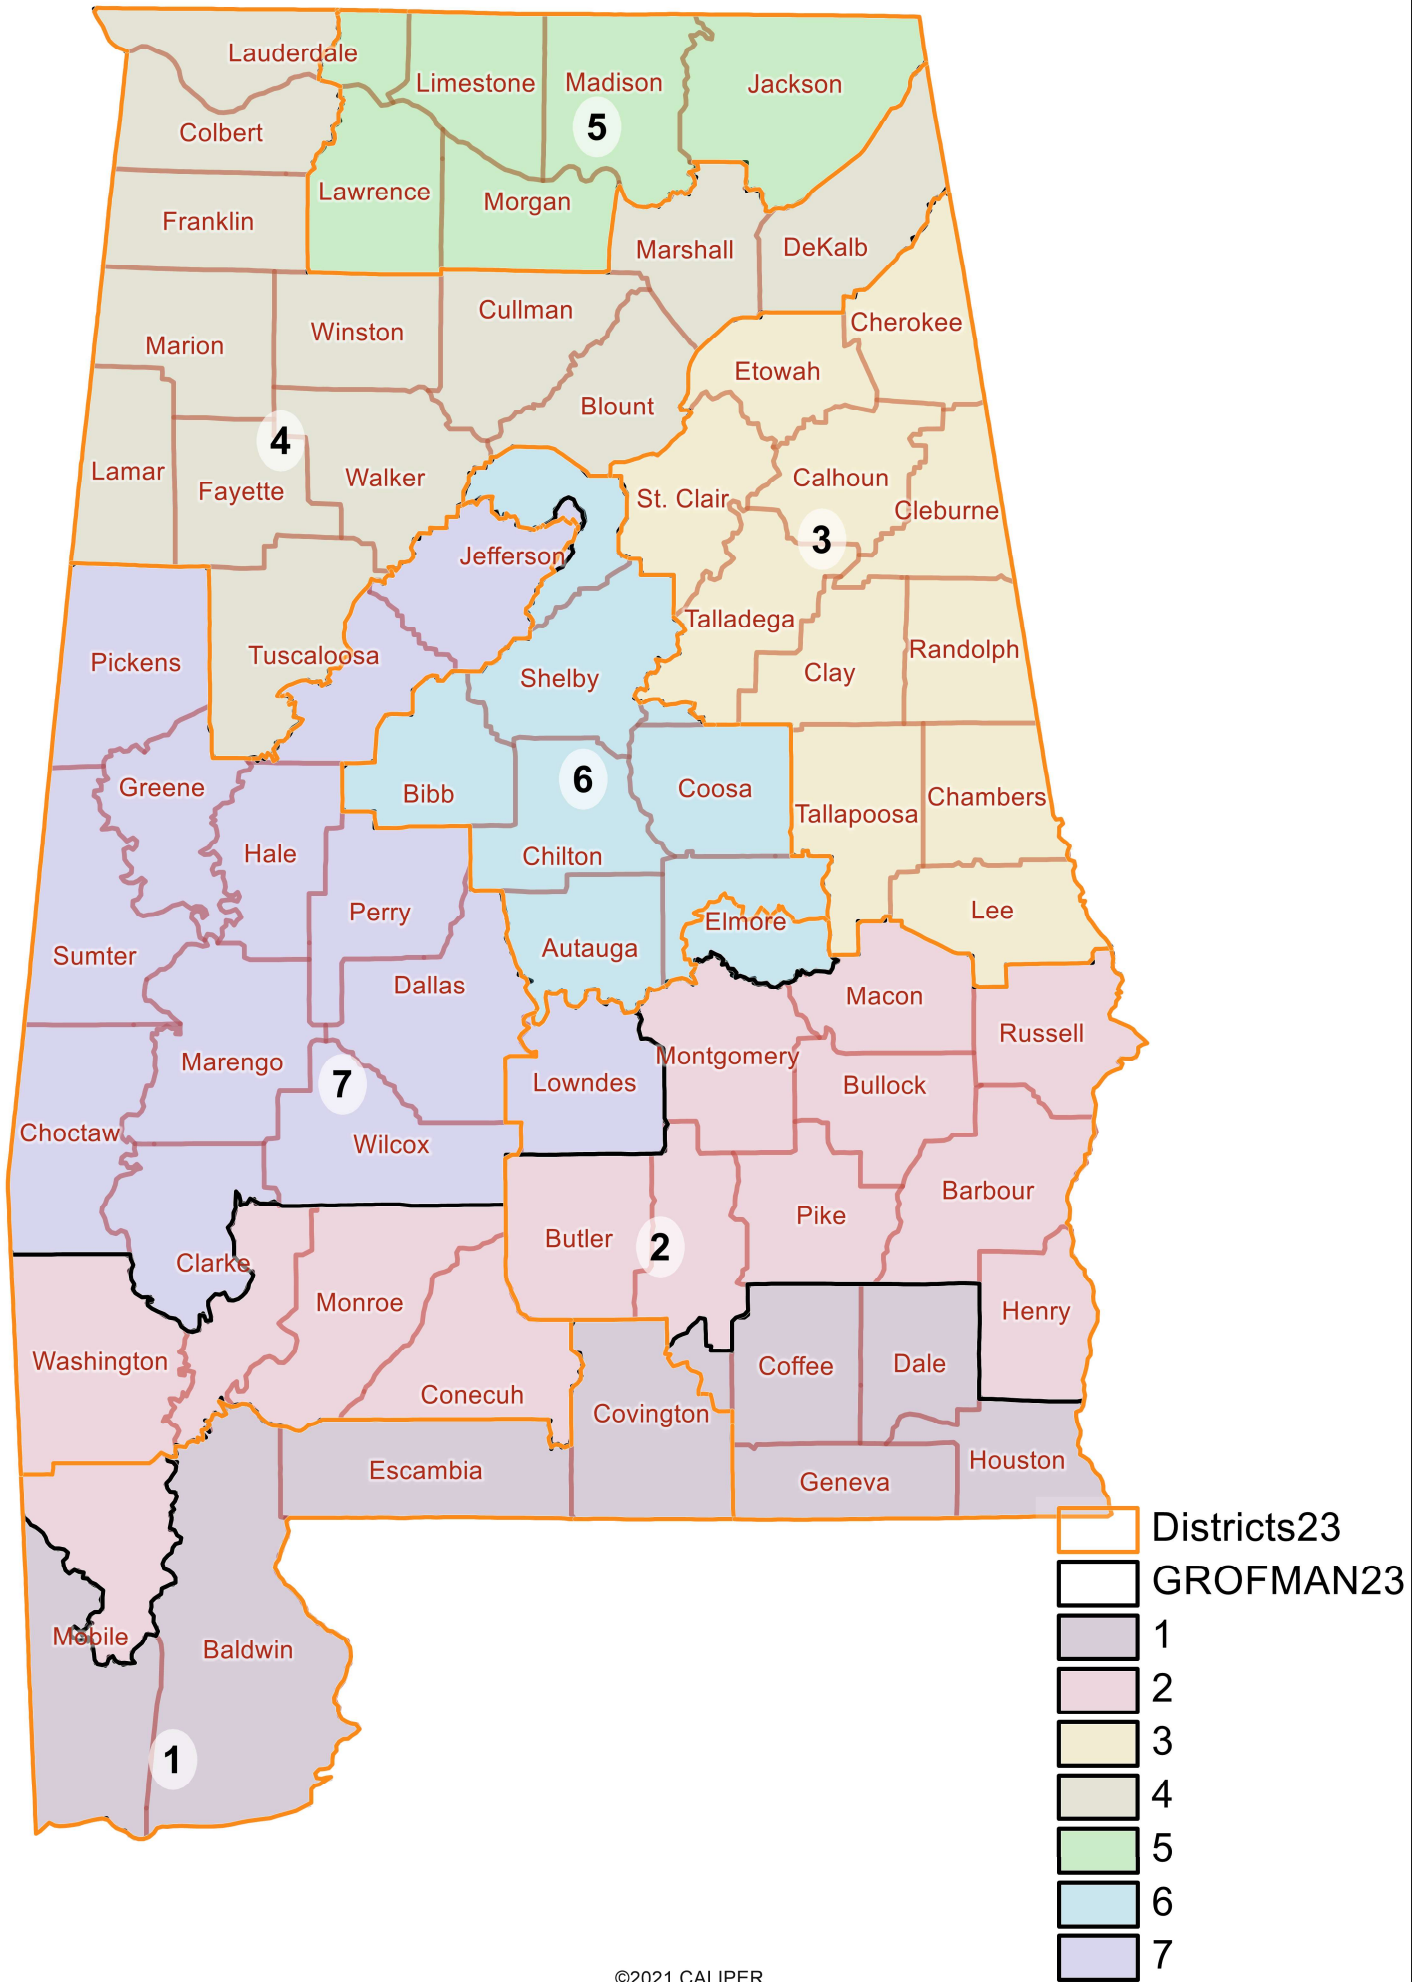 Lauderdale
Limestone
Madison
Jackson
5
Colbert
Lawrence
Morgan
Franklin
Marshall
DeKalb
Cullman
Cherokee
Winston
Marion
Etowah
Blount
4
Lamar
Walker
Calhoun
Fayette
St. Clair
Cleburne
3
Jefferson
Talladega
Randolph
Tuscaloosa
Pickens
Clay
Shelby
6
Greene
Bibb
Coosa
Chambers
Tallapoosa
Hale
Chilton
Perry
Lee
Elmore
Autauga
Sumter
Dallas
Macon
Russell
Montgomery
Marengo
7
Lowndes
Bullock
Choctaw
Wilcox
Barbour
Pike
Butler
2
Clarke
Monroe
Henry
Washington
Coffee
Dale
Conecuh
Covington
Houston
Escambia
Geneva
Mobile
Baldwin
1
Districts23
GROFMAN23
1
2
3
4
5
6
7
©2021 CALIPER